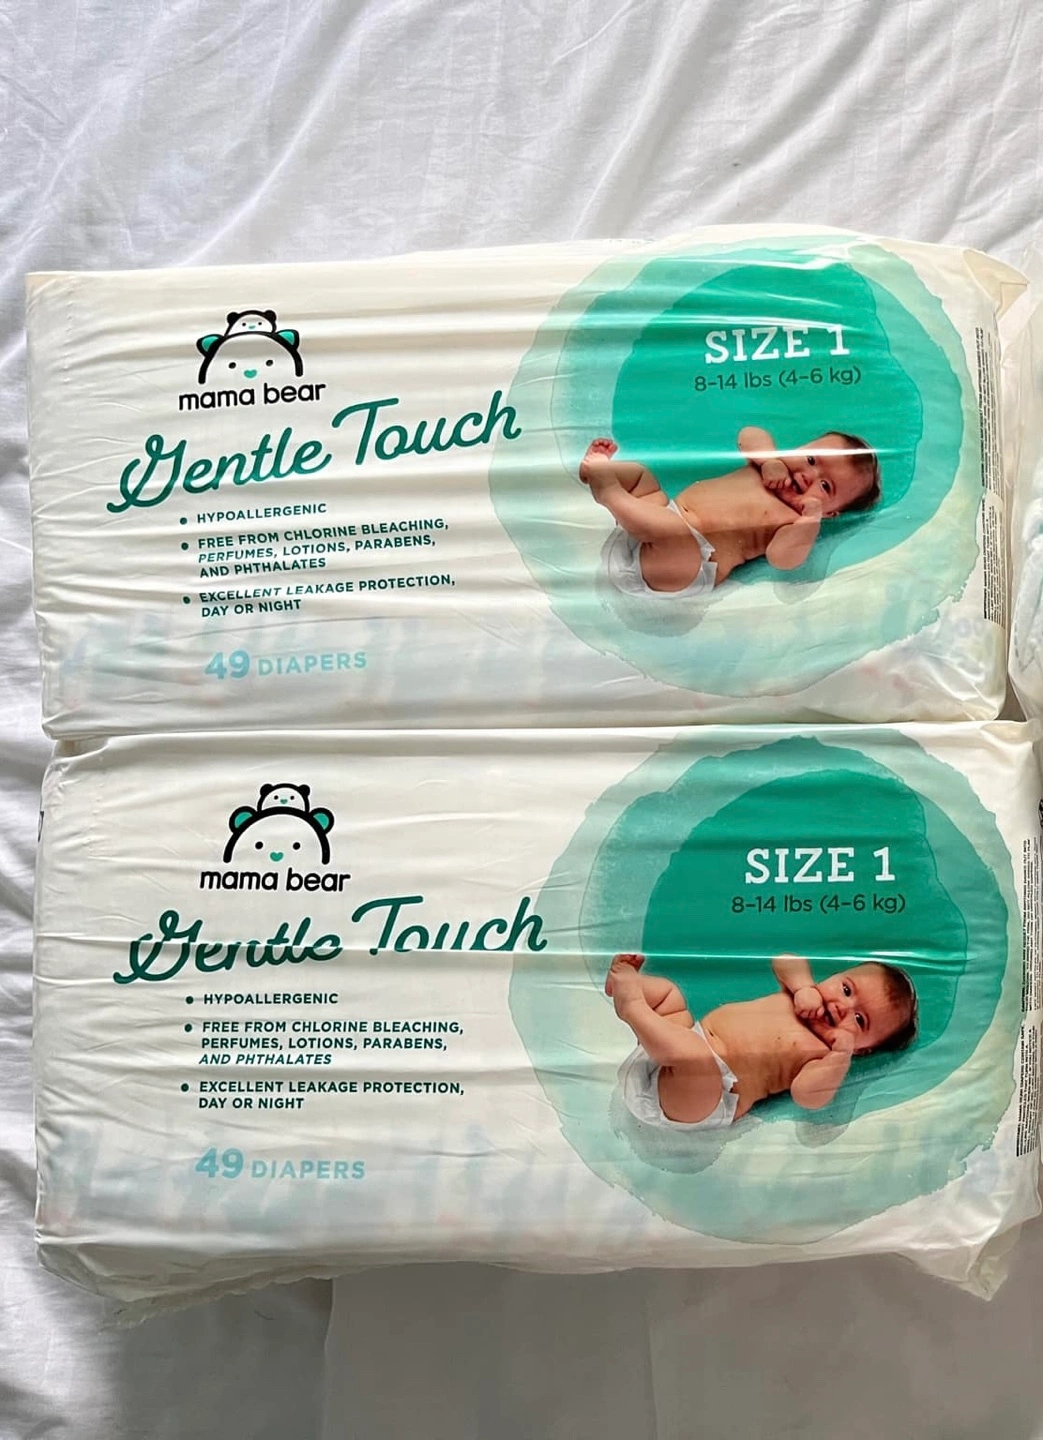 mama bear
Gentle Touch
• HYPOALLERGENIC
• FREE FROM CHLORINE BLEACHING,
PERFUMES, LOTIONS, PARABENS,
AND PHTHALATES
• EXCELLENT LEAKAGE PROTECTION,
DAY OR NIGHT
49 DIAPERS
SIZE 1
8-14 lbs (4-6 kg)
mama bear
Gentle Touch
• HYPOALLERGENIC
• FREE FROM CHLORINE BLEACHING,
PERFUMES, LOTIONS, PARABENS,
AND PHTHALATES
• EXCELLENT LEAKAGE PROTECTION,
DAY OR NIGHT
49 DIAPERS
SIZE 1
8-14 lbs (4-6 kg)